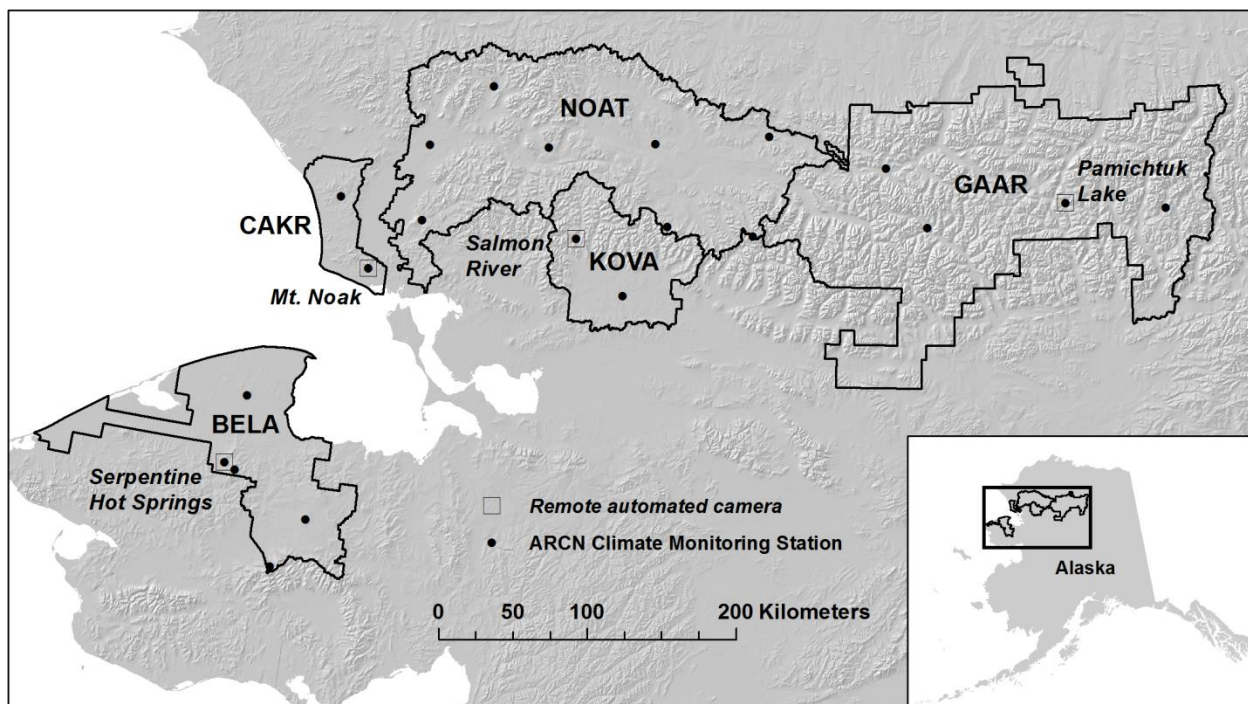 NOAT
GAAR
Pamichtuk
Lake
CAKR
Salmon
River
KOVA
Mt. Noak
BELA
Serpentine
Hot Springs
Remote automated camera
ARCN Climate Monitoring Station
0 50 100 200 Kilometers
Alaska